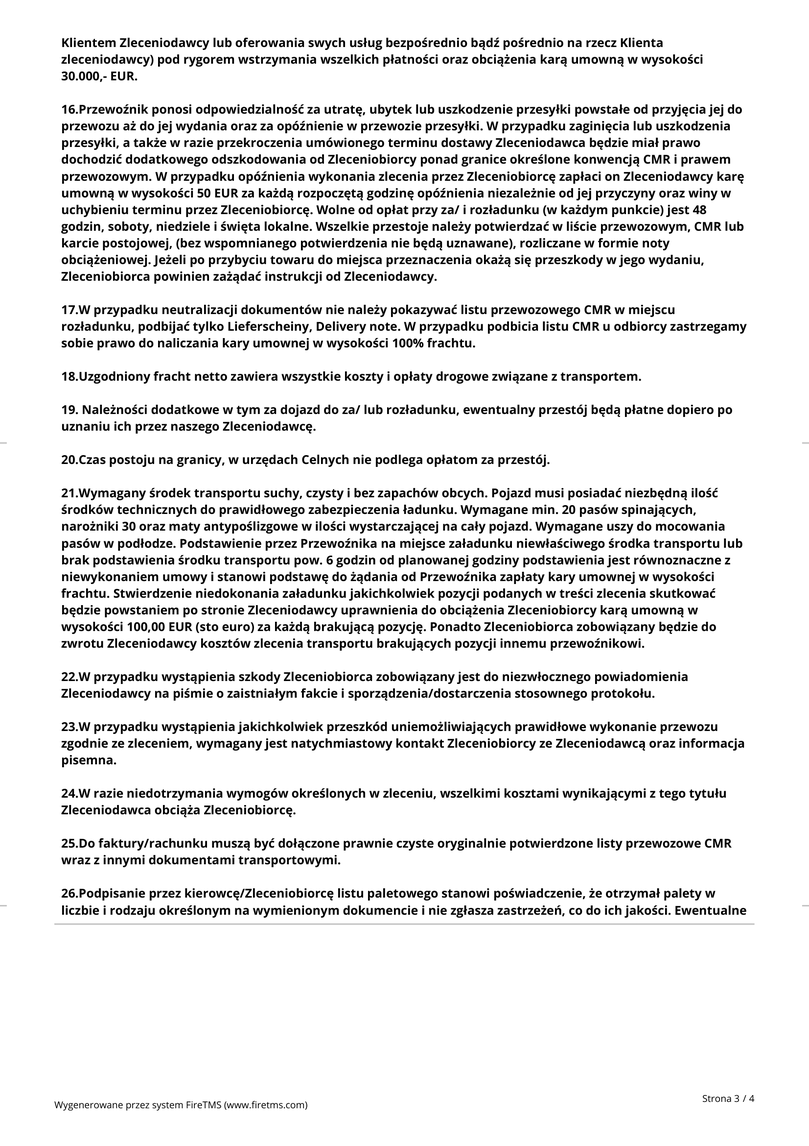 Klientem Zleceniodawcy lub oferowania swych usług bezpośrednio bądź pośrednio na rzecz Klienta
zleceniodawcy) pod rygorem wstrzymania wszelkich płatności oraz obciążenia karą umowną w wysokości
30.000,- EUR.
16.Przewoźnik ponosi odpowiedzialność za utratę, ubytek lub uszkodzenie przesyłki powstałe od przyjęcia jej do
przewozu aż do jej wydania oraz za opóźnienie w przewozie przesyłki. W przypadku zaginięcia lub uszkodzenia
przesyłki, a także w razie przekroczenia umówionego terminu dostawy Zleceniodawca będzie miał prawo
dochodzić dodatkowego odszkodowania od Zleceniobiorcy ponad granice określone konwencją CMR i prawem
przewozowym. W przypadku opóźnienia wykonania zlecenia przez Zleceniobiorcę zapłaci on Zleceniodawcy karę
umowną w wysokości 50 EUR za każdą rozpoczętą godzinę opóźnienia niezależnie od jej przyczyny oraz winy w
uchybieniu terminu przez Zleceniobiorcę. Wolne od opłat przy za/ i rozładunku (w każdym punkcie) jest 48
godzin, soboty, niedziele i święta lokalne. Wszelkie przestoje należy potwierdzać w liście przewozowym, CMR lub
karcie postojowej, (bez wspomnianego potwierdzenia nie będą uznawane), rozliczane w formie noty
obciążeniowej. Jeżeli po przybyciu towaru do miejsca przeznaczenia okażą się przeszkody w jego wydaniu,
Zleceniobiorca powinien zażądać instrukcji od Zleceniodawcy.
17.W przypadku neutralizacji dokumentów nie należy pokazywać listu przewozowego CMR w miejscu
rozładunku, podbijać tylko Lieferscheiny, Delivery note. W przypadku podbicia listu CMR u odbiorcy zastrzegamy
sobie prawo do naliczania kary umownej w wysokości 100% frachtu.
18.Uzgodniony fracht netto zawiera wszystkie koszty i opłaty drogowe związane z transportem.
19. Należności dodatkowe w tym za dojazd do za/ lub rozładunku, ewentualny przestój będą płatne dopiero po
uznaniu ich przez naszego Zleceniodawcę.
20.Czas postoju na granicy, w urzędach Celnych nie podlega opłatom za przestój.
21.Wymagany środek transportu suchy, czysty i bez zapachów obcych. Pojazd musi posiadać niezbędną ilość
środków technicznych do prawidłowego zabezpieczenia ładunku. Wymagane min. 20 pasów spinających,
narożniki 30 oraz maty antypoślizgowe w ilości wystarczającej na cały pojazd. Wymagane uszy do mocowania
pasów w podłodze. Podstawienie przez Przewoźnika na miejsce załadunku niewłaściwego środka transportu lub
brak podstawienia środku transportu pow. 6 godzin od planowanej godziny podstawienia jest równoznaczne z
niewykonaniem umowy i stanowi podstawę do żądania od Przewoźnika zapłaty kary umownej w wysokości
frachtu. Stwierdzenie niedokonania załadunku jakichkolwiek pozycji podanych w treści zlecenia skutkować
będzie powstaniem po stronie Zleceniodawcy uprawnienia do obciążenia Zleceniobiorcy karą umowną w
wysokości 100,00 EUR (sto euro) za każdą brakującą pozycję. Ponadto Zleceniobiorca zobowiązany będzie do
zwrotu Zleceniodawcy kosztów zlecenia transportu brakujących pozycji innemu przewoźnikowi.
22.W przypadku wystąpienia szkody Zleceniobiorca zobowiązany jest do niezwłocznego powiadomienia
Zleceniodawcy na piśmie o zaistniałym fakcie i sporządzenia/dostarczenia stosownego protokołu.
23.W przypadku wystąpienia jakichkolwiek przeszkód uniemożliwiających prawidłowe wykonanie przewozu
zgodnie ze zleceniem, wymagany jest natychmiastowy kontakt Zleceniobiorcy ze Zleceniodawcą oraz informacja
pisemna.
24.W razie niedotrzymania wymogów określonych w zleceniu, wszelkimi kosztami wynikającymi z tego tytułu
Zleceniodawca obciąża Zleceniobiorcę.
25.Do faktury/rachunku muszą być dołączone prawnie czyste oryginalnie potwierdzone listy przewozowe CMR
wraz z innymi dokumentami transportowymi.
26.Podpisanie przez kierowcę/Zleceniobiorcę listu paletowego stanowi poświadczenie, że otrzymał palety w
liczbie i rodzaju określonym na wymienionym dokumencie i nie zgłasza zastrzeżeń, co do ich jakości. Ewentualne
Wygenerowane przez system FireTMS (www.firetms.com)
Strona 3 / 4